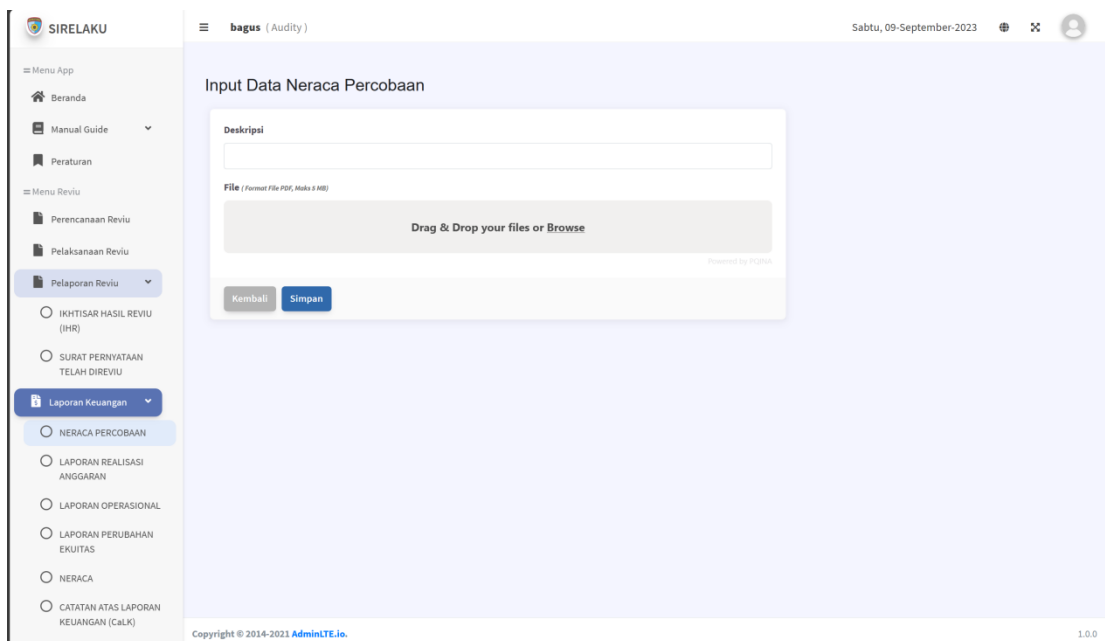 SIRELAKU
bagus ( Audity )
Sabtu, 09-September-2023
Menu App
Beranda
Manual Guide
Peraturan
Menu Reviu
Perencanaan Reviu
Pelaksanaan Reviu
Pelaporan Reviu
IKHTISAR HASIL REVIU
(IHR)
SURAT PERNYATAAN
TELAH DIREVIU
Laporan Keuangan
NERACA PERCOBAAN
LAPORAN REALISASI
ANGGARAN
LAPORAN OPERASIONAL
LAPORAN PERUBAHAN
EKUITAS
NERACA
CATATAN ATAS LAPORAN
KEUANGAN (CaLK)
Input Data Neraca Percobaan
Deskripsi
File ( Format File PDF, Maks 5 MB)
Drag & Drop your files or Browse
Powered by PQINA
Kembali
Simpan
Copyright © 2014-2021 AdminLTE.io.
1.0.0